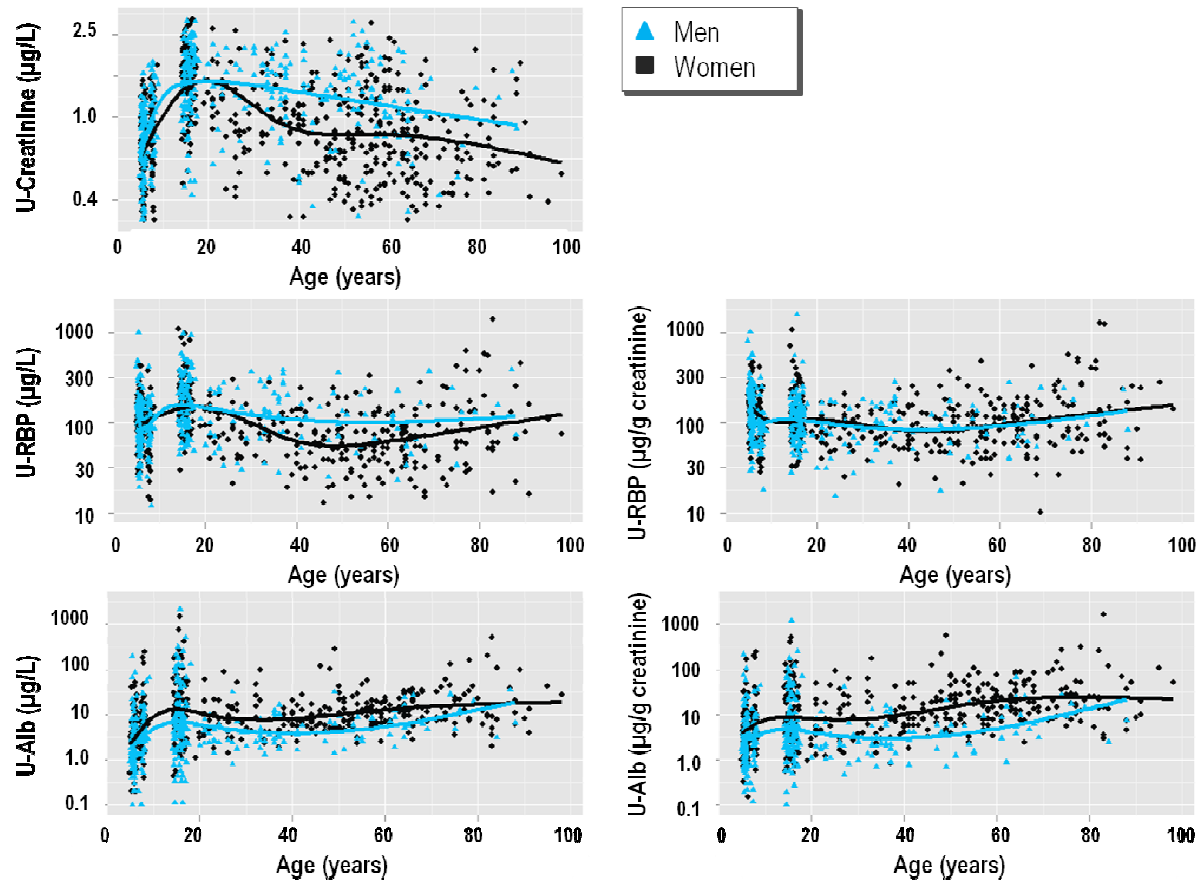 U-Creatinine (µg/L)
2.5
1.0
0.4
0 20 40 60 80 100
Age (years)
Men
Women
U-RBP (µg/L)
1000
300
100
30
10
0 20 40 60 80 100
Age (years)
U-RBP (µg/g creatinine)
1000
300
100
30
10
0 20 40 60 80 100
Age (years)
U-Alb (µg/L)
1000
100
10
1.0
0.1
0 20 40 60 80 100
Age (years)
U-Alb (µg/g creatinine)
1000
100
10
1.0
0.1
0 20 40 60 80 100
Age (years)